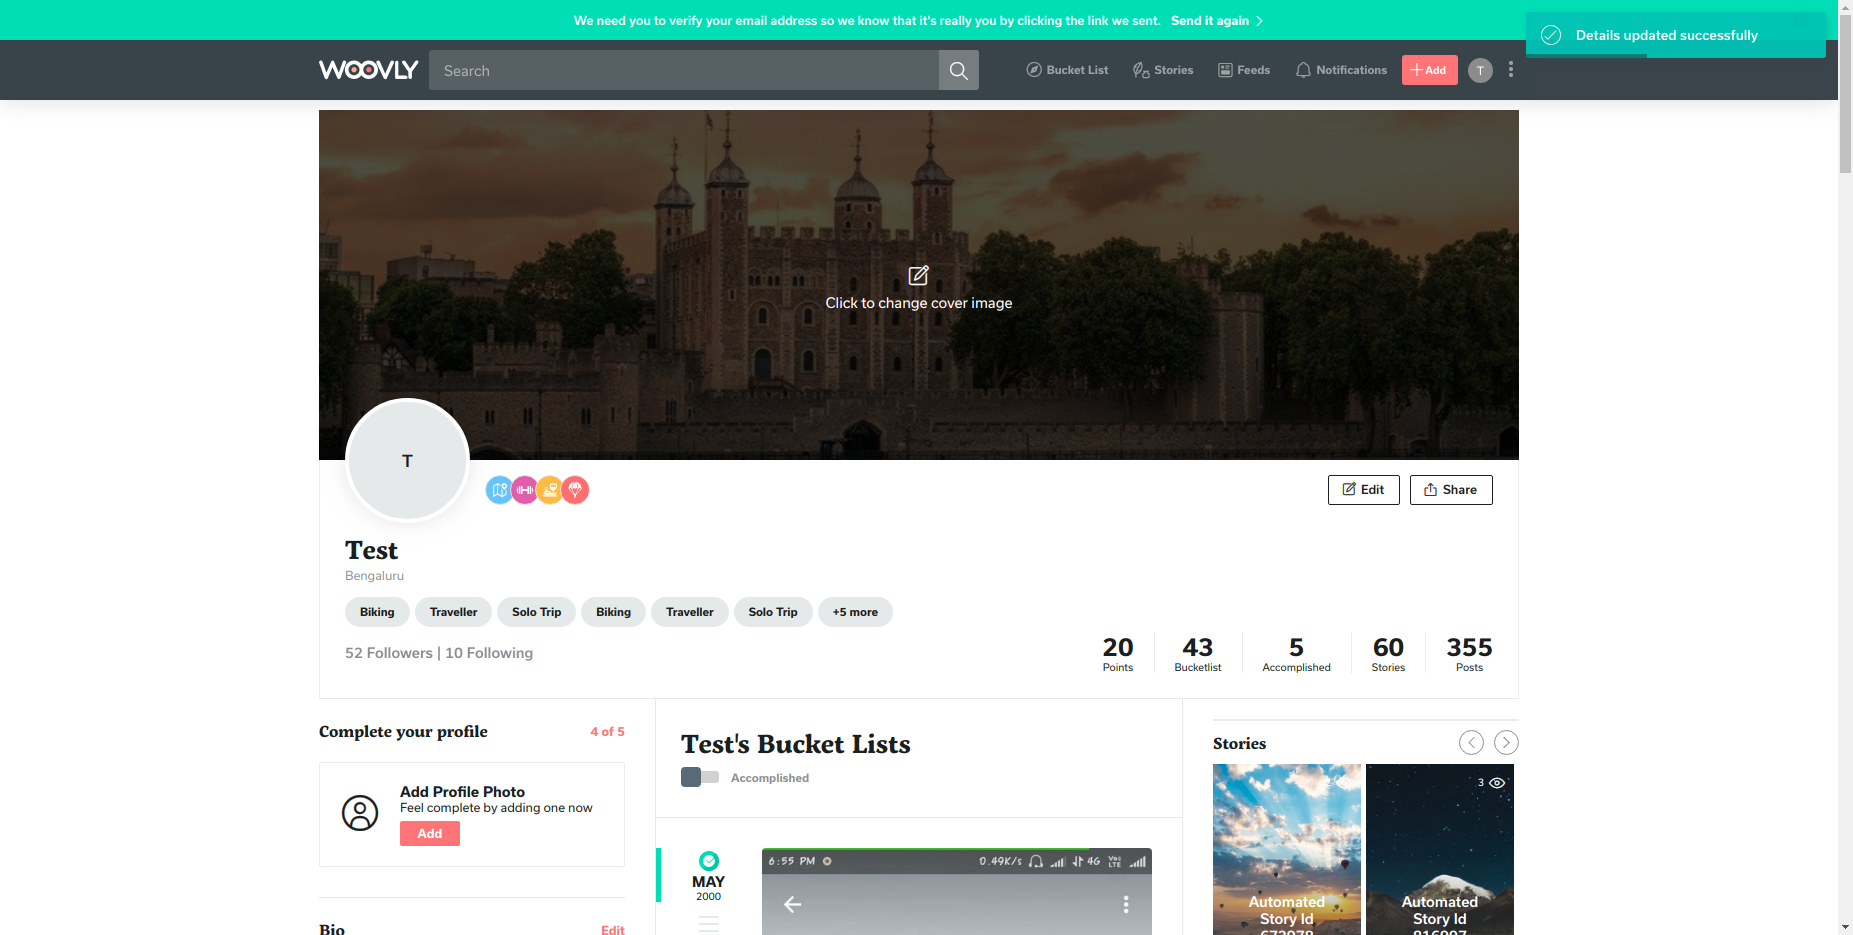 We need you to verify your email address so we know that it's really you by clicking the link we sent. Send it again
Details updated successfully
WOOVLY
Search
Bucket List
Stories
Feeds
Notifications
Add
T
Click to change cover image
T
Edit
Share
Test
Bengaluru
Biking
Traveller
Solo Trip
Biking
Traveller
Solo Trip
+5 more
52 Followers | 10 Following
20
Points
43
Bucketlist
5
Accomplished
60
Stories
355
Posts
Complete your profile
4 of 5
Add Profile Photo
Feel complete by adding one now
Add
Bio
Edit
Test's Bucket Lists
Accomplished
MAY
2000
6:55 PM
0.49K/s
4G
Stories
3
Automated
Story Id
Automated
Story Id